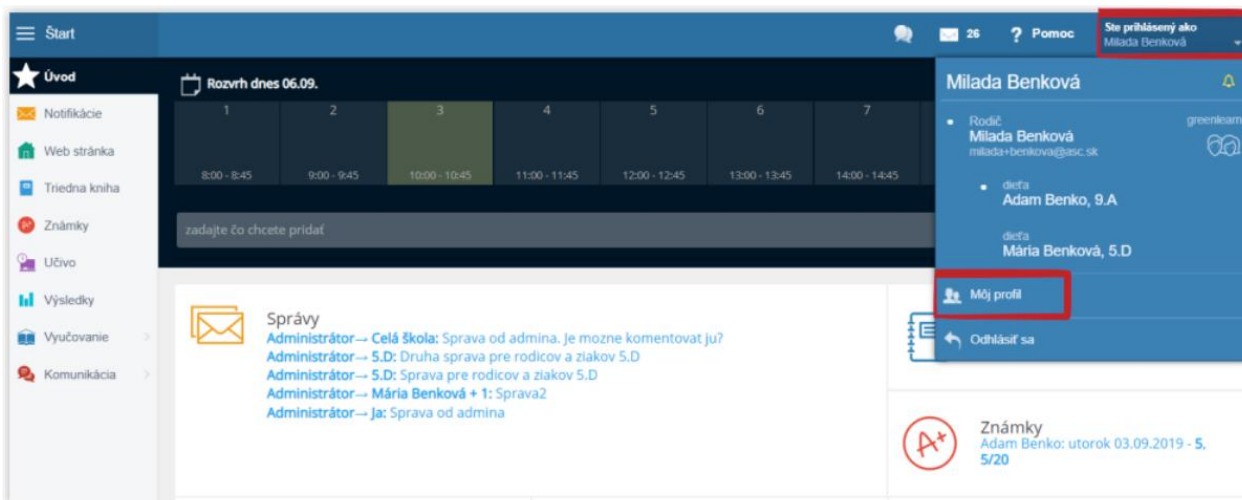 Štart
26
? Pomoc
Ste prihlásený ako
Milada Benková
Úvod
Notifikácie
Web stránka
Triedna kniha
Známky
Učivo
Výsledky
Vyučovanie
Komunikácia
Rozvrh dnes 06.09.
1 2 3 4 5 6 7
8:00 - 8:45 9:00 - 9:45 10:00 - 10:45 11:00 - 11:45 12:00 - 12:45 13:00 - 13:45 14:00 - 14:45
zadajte čo chcete pridať
Milada Benková
Rodič
Milada Benková
milada+benkova@asc.sk
greenlearn
dieťa
Adam Benko, 9.A
dieťa
Mária Benková, 5.D
Môj profil
Odhlásiť sa
Správy
Administrátor→ Celá škola: Sprava od admina. Je mozne komentovat ju?
Administrátor→ 5.D: Druha sprava pre rodicov a ziakov 5.D
Administrátor→ 5.D: Sprava pre rodicov a ziakov 5.D
Administrátor→ Mária Benková + 1: Sprava2
Administrátor→ Ja: Sprava od admina
A+
Známky
Adam Benko: utorok 03.09.2019 - 5,
5/20